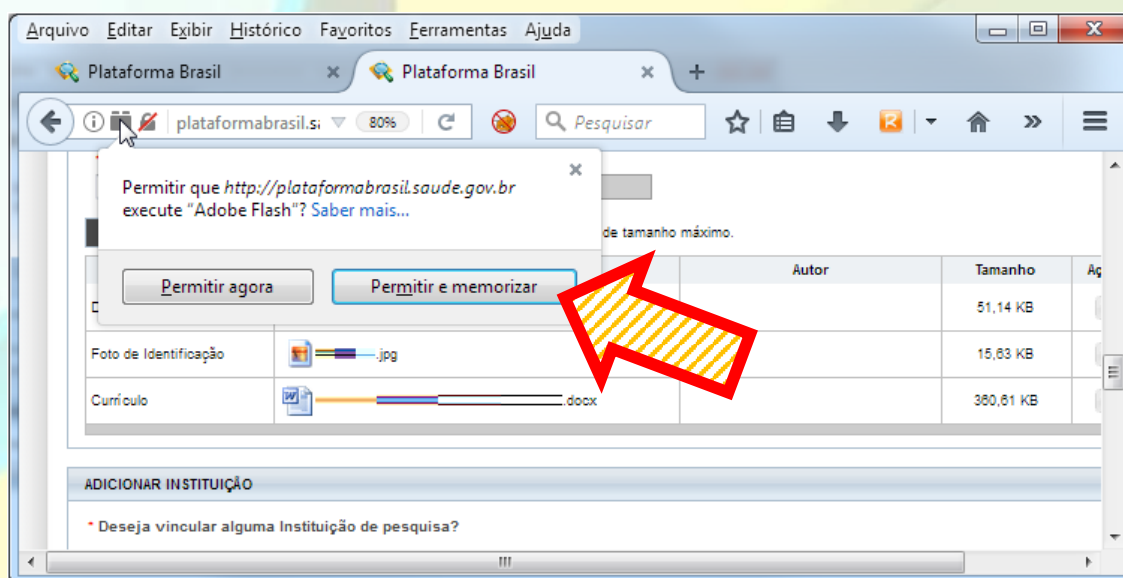 Arquivo Editar Exibir Histórico Favoritos Ferramentas Ajuda
Plataforma Brasil
Plataforma Brasil
plataformabrasil.s
80%
Pesquisar
Permitir que http://plataformabrasil.saude.gov.br
execute “Adobe Flash”? Saber mais...
Permitir agora
Permitir e memorizar
de tamanho máximo.
Autor Tamanho
51,14 KB
Foto de Identificação .jpg 15,63 KB
Currículo .docx 360,61 KB
ADICIONAR INSTITUIÇÃO
* Deseja vincular alguma Instituição de pesquisa?